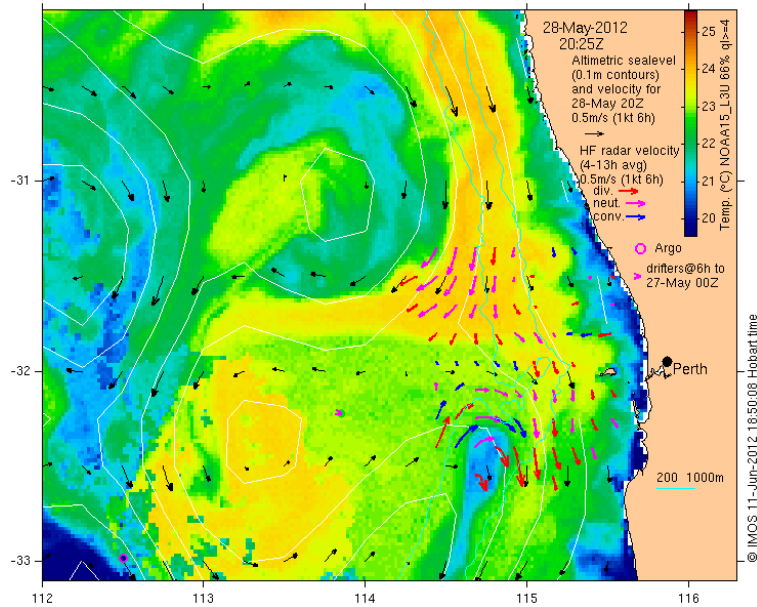 28-May-2012
20:25Z
Altimetric sealevel
(0.1m contours)
and velocity for
28-May 20Z
0.5m/s (1kt 6h)
HF radar velocity
(4-13h avg)
0.5m/s (1kt 6h)
div.
neut.
conv.
Argo
drifters@6h to
27-May 00Z
Perth
200 1000m
25
24
23
22
21
20
Temp. (°C) NOAA15_L3U 66% ql>=4
© IMOS 11-Jun-2012 18:50:08 Hobart time
-31
-32
-33
112
113
114
115
116